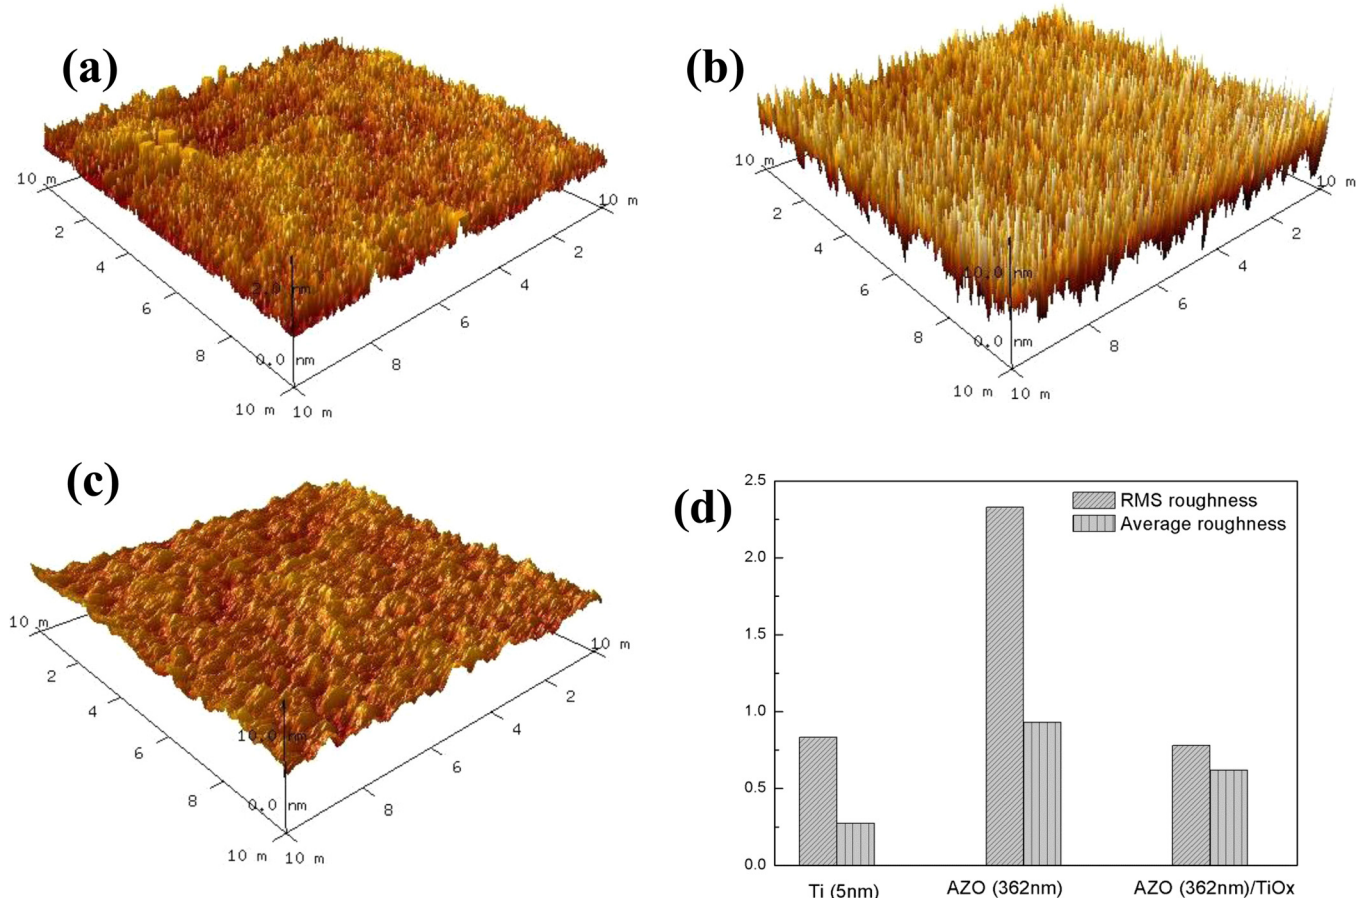 (a)
10 m
2
4
6
8
10 m
10 m
8
6
4
2
10 m
2.0 nm
0.0 nm
(b)
10 m
2
4
6
8
10 m
10 m
8
6
4
2
10 m
10.0 nm
0.0 nm
(c)
10 m
2
4
6
8
10 m
10 m
8
6
4
2
10 m
10.0 nm
0.0 nm
(d)
2.5
2.0
1.5
1.0
0.5
0.0
RMS roughness
Average roughness
Ti (5nm)
AZO (362nm)
AZO (362nm)/TiOx